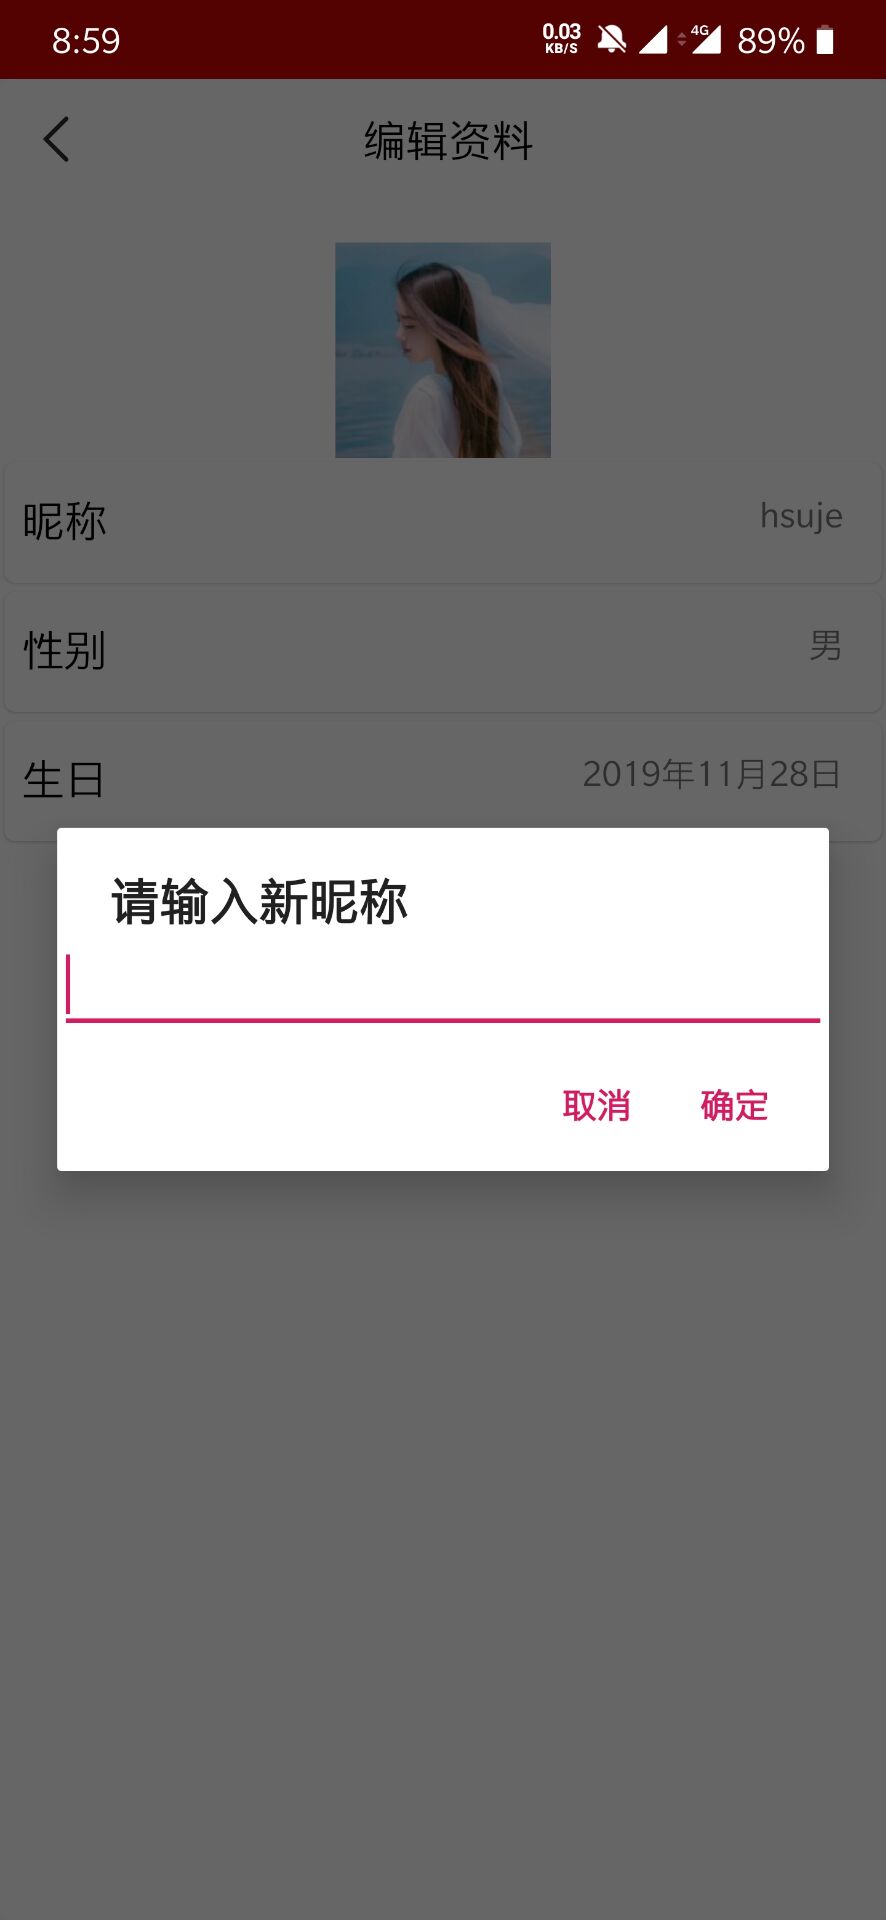 8:59
0.03
KB/S
4G
89%
编辑资料
昵称
hsuje
性别
男
生日
2019年11月28日
请输入新昵称
取消
确定